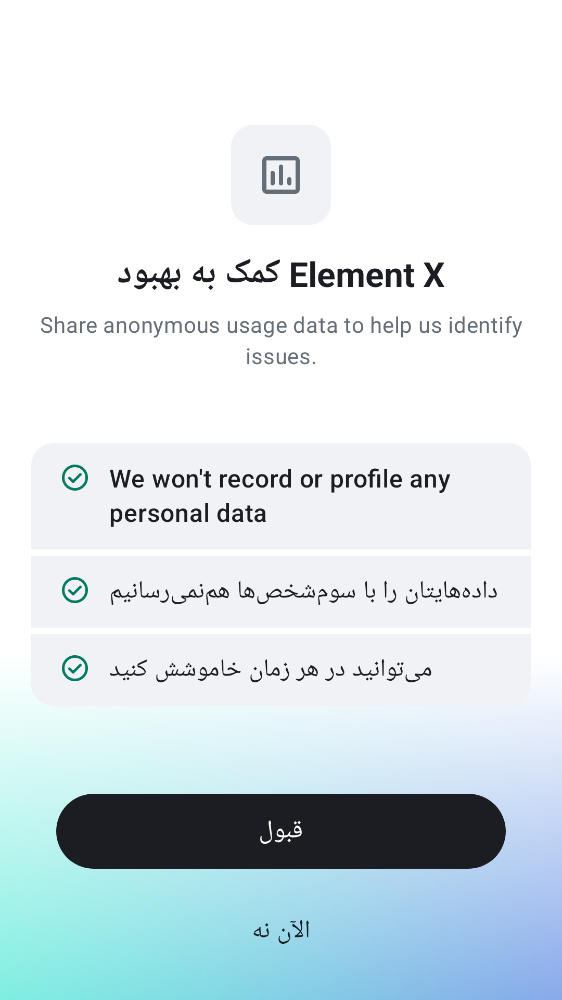 کمک به بهبود Element X
Share anonymous usage data to help us identify
issues.
We won't record or profile any
personal data
داده‌هایتان را با سوم‌شخص‌ها هم‌نمی‌رسانیم
می‌توانید در هر زمان خاموشش کنید
قبول
الآن نه